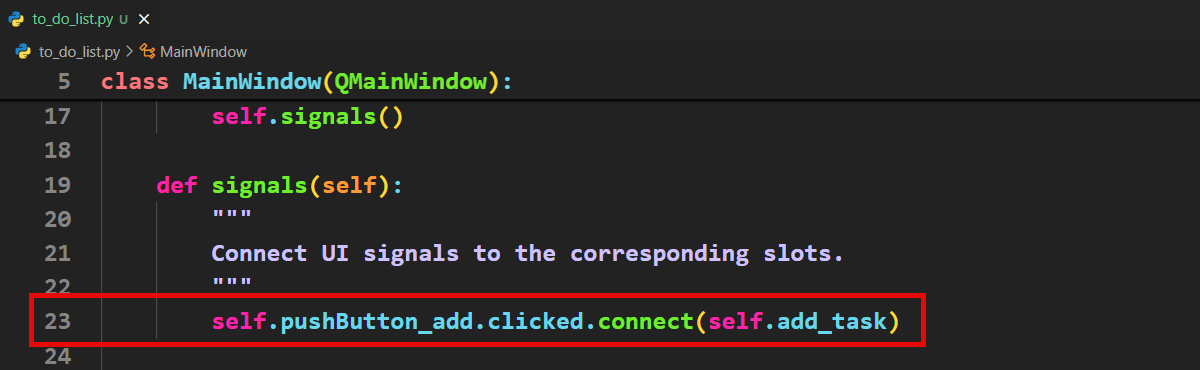 to_do_list.py U ×
to_do_list.py > MainWindow
5 class MainWindow(QMainWindow):
17         self.signals()
18
19     def signals(self):
20         """
21         Connect UI signals to the corresponding slots.
22         """
23         self.pushButton_add.clicked.connect(self.add_task)
24